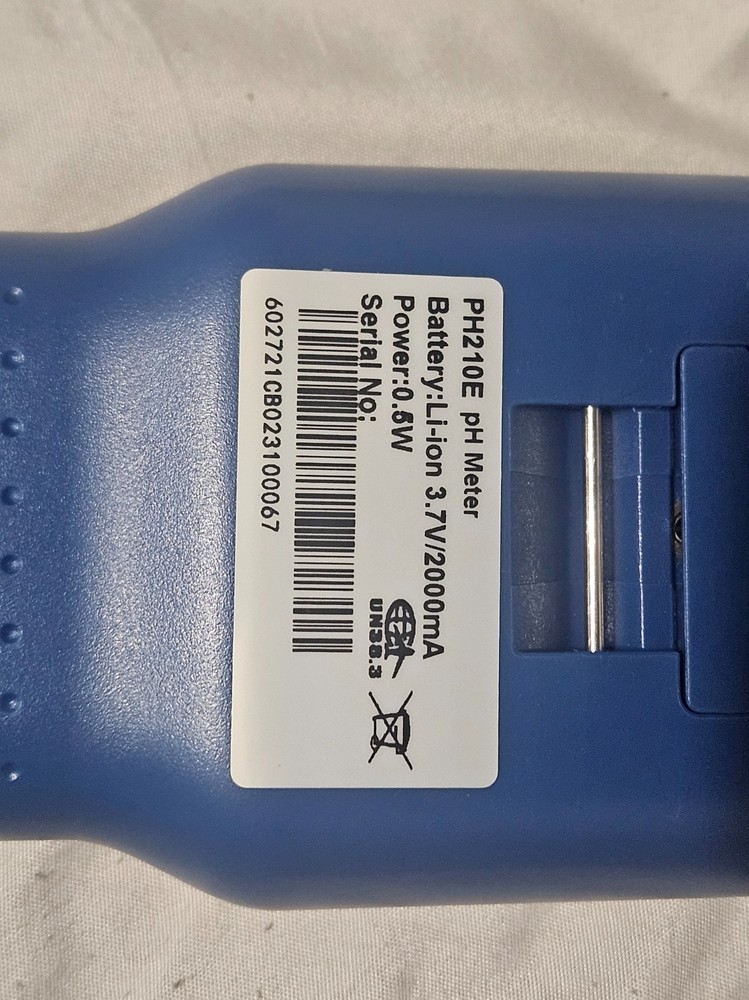 PH210E pH Meter
Battery:Li-ion 3.7V/2000mA
Power:0.5W
Serial No:
UN38.3
602721CB023100067